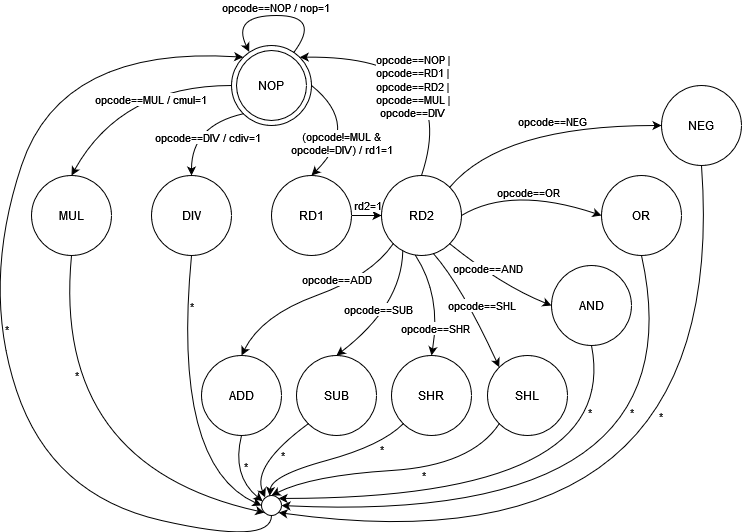 opcode==NOP / nop=1
NOP
opcode==NOP |
opcode==RD1 |
opcode==RD2 |
opcode==MUL |
opcode==DIV
opcode==MUL / cmul=1
opcode==DIV / cdiv=1
(opcode!=MUL &
opcode!=DIV) / rd1=1
opcode==NEG
NEG
opcode==OR
MUL
DIV
RD1
rd2=1
RD2
OR
opcode==ADD
opcode==AND
opcode==SUB
opcode==SHL
AND
opcode==SHR
*
*
*
ADD
SUB
SHR
SHL
*
*
*
*
*
*
*